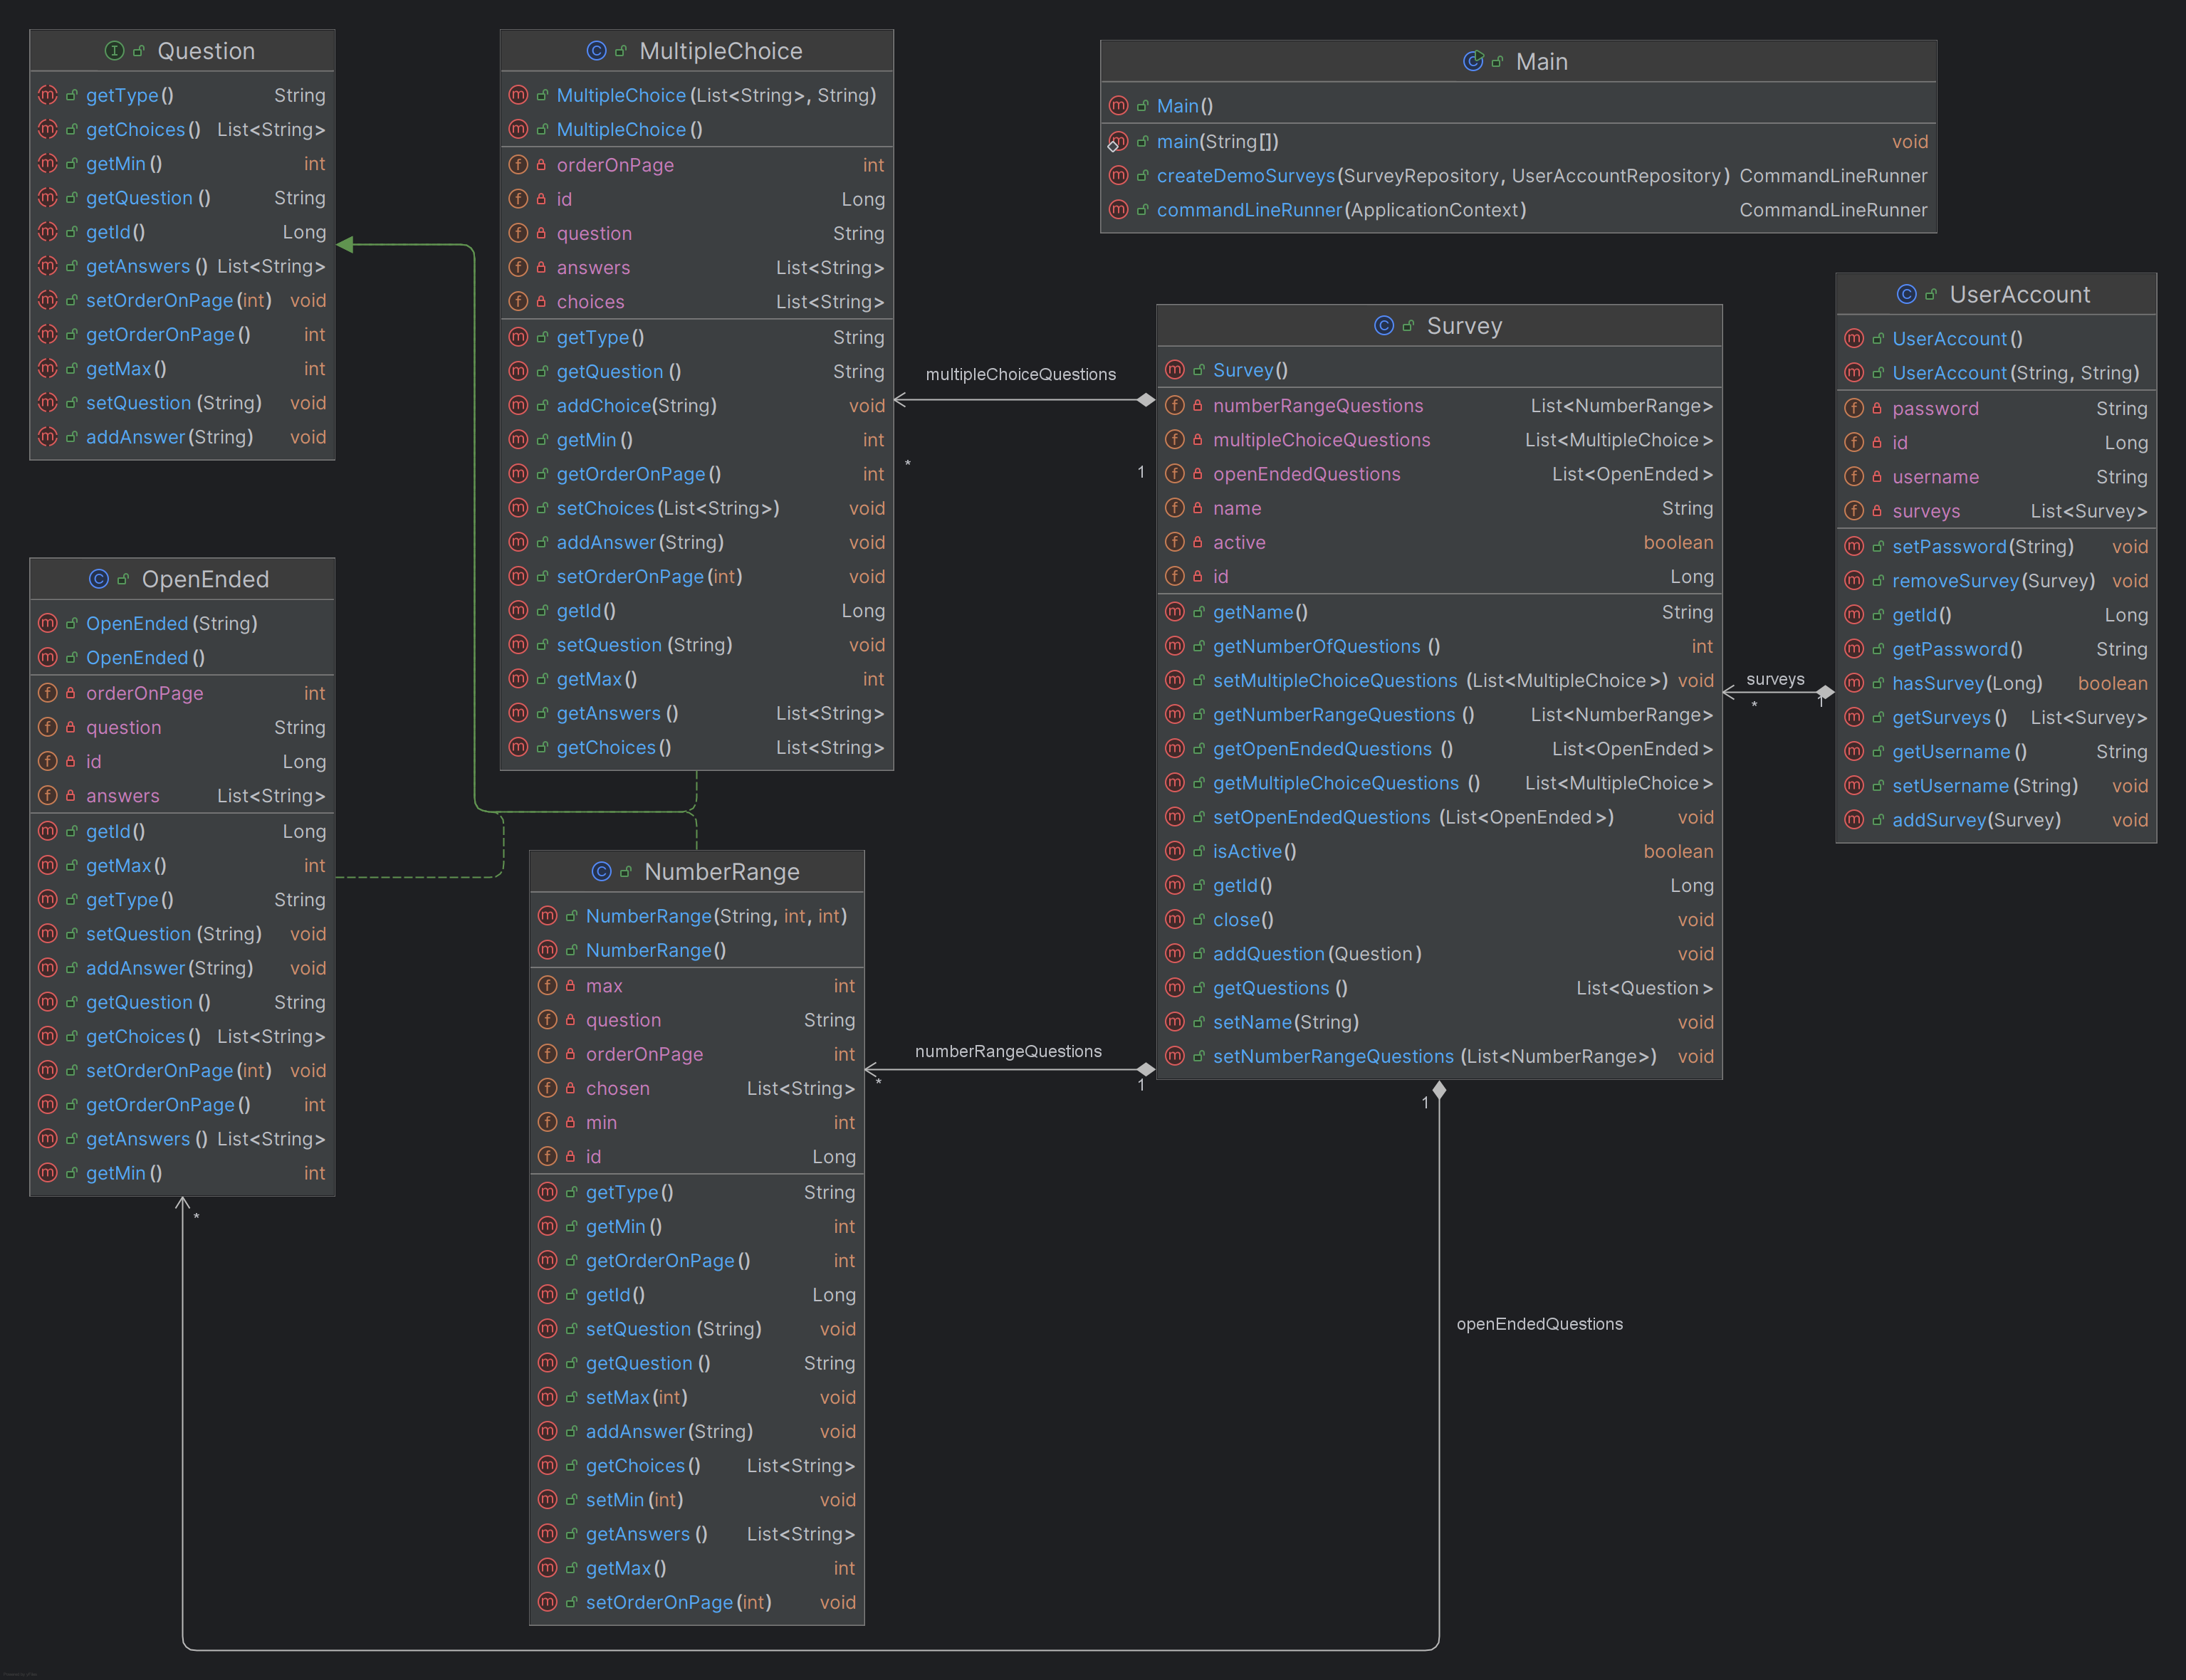 Question
getType() String
getChoices() List<String>
getMin() int
getQuestion() String
getId() Long
getAnswers() List<String>
setOrderOnPage(int) void
getOrderOnPage() int
getMax() int
setQuestion(String) void
addAnswer(String) void
MultipleChoice
MultipleChoice(List<String>, String)
MultipleChoice()
orderOnPage int
id Long
question String
answers List<String>
choices List<String>
getType() String
getQuestion() String
addChoice(String) void
getMin() int
getOrderOnPage() int
setChoices(List<String>) void
addAnswer(String) void
setOrderOnPage(int) void
getId() Long
setQuestion(String) void
getMax() int
getAnswers() List<String>
getChoices() List<String>
Main
Main()
main(String[]) void
createDemoSurveys(SurveyRepository, UserAccountRepository) CommandLineRunner
commandLineRunner(ApplicationContext) CommandLineRunner
UserAccount
UserAccount()
UserAccount(String, String)
password String
id Long
username String
surveys List<Survey>
setPassword(String) void
removeSurvey(Survey) void
getId() Long
getPassword() String
hasSurvey(Long) boolean
getSurveys() List<Survey>
getUsername() String
setUsername(String) void
addSurvey(Survey) void
Survey
Survey()
numberRangeQuestions List<NumberRange>
multipleChoiceQuestions List<MultipleChoice>
openEndedQuestions List<OpenEnded>
name String
active boolean
id Long
getName() String
getNumberOfQuestions() int
setMultipleChoiceQuestions(List<MultipleChoice>) void
getNumberRangeQuestions() List<NumberRange>
getOpenEndedQuestions() List<OpenEnded>
getMultipleChoiceQuestions() List<MultipleChoice>
setOpenEndedQuestions(List<OpenEnded>) void
isActive() boolean
getId() Long
close() void
addQuestion(Question) void
getQuestions() List<Question>
setName(String) void
setNumberRangeQuestions(List<NumberRange>) void
multipleChoiceQuestions
* 1
surveys
* 1
OpenEnded
OpenEnded(String)
OpenEnded()
orderOnPage int
question String
id Long
answers List<String>
getId() Long
getMax() int
getType() String
setQuestion(String) void
addAnswer(String) void
getQuestion() String
getChoices() List<String>
setOrderOnPage(int) void
getOrderOnPage() int
getAnswers() List<String>
getMin() int
*
NumberRange
NumberRange(String, int, int)
NumberRange()
max int
question String
orderOnPage int
chosen List<String>
min int
id Long
getType() String
getMin() int
getOrderOnPage() int
getId() Long
setQuestion(String) void
getQuestion() String
setMax(int) void
addAnswer(String) void
getChoices() List<String>
setMin(int) void
getAnswers() List<String>
getMax() int
setOrderOnPage(int) void
numberRangeQuestions
* 1
1
openEndedQuestions